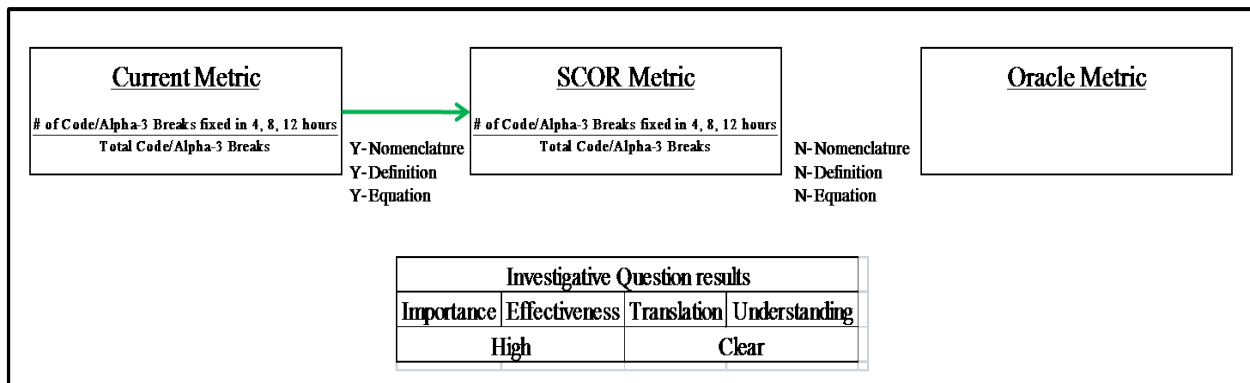 Current Metric
# of Code/Alpha-3 Breaks fixed in 4, 8, 12 hours
Total Code/Alpha-3 Breaks
Y-Nomenclature
Y-Definition
Y-Equation
SCOR Metric
# of Code/Alpha-3 Breaks fixed in 4, 8, 12 hours
Total Code/Alpha-3 Breaks
N-Nomenclature
N-Definition
N-Equation
Oracle Metric
Investigative Question results
Importance Effectiveness Translation Understanding
High Clear